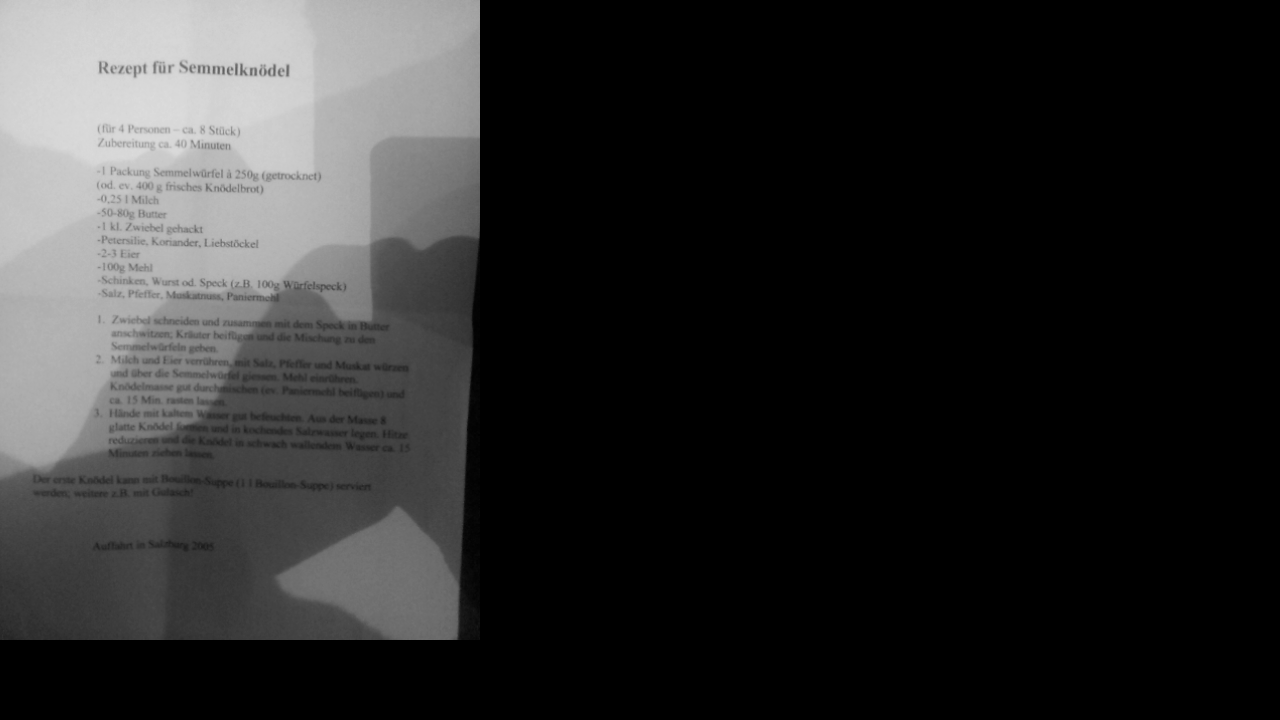 Rezept für Semmelknödel
(für 4 Personen – ca. 8 Stück)
Zubereitung ca. 40 Minuten
-1 Packung Semmelwürfel à 250g (getrocknet)
(od. ev. 400 g frisches Knödelbrot)
-0,25 l Milch
-50-80g Butter
-1 kl. Zwiebel gehackt
-Petersilie, Koriander, Liebstöckel
-2-3 Eier
-100g Mehl
-Schinken, Wurst od. Speck (z.B. 100g Würfelspeck)
-Salz, Pfeffer, Muskatnuss, Paniermehl
1. Zwiebel schneiden und zusammen mit dem Speck in Butter
anschwitzen; Kräuter beifügen und die Mischung zu den
Semmelwürfeln geben.
2. Milch und Eier verrühren, mit Salz, Pfeffer und Muskat würzen
und über die Semmelwürfel giessen. Mehl einrühren.
Knödelmasse gut durchmischen (ev. Paniermehl beifügen) und
ca. 15 Min. rasten lassen.
3. Hände mit kaltem Wasser gut befeuchten. Aus der Masse 8
glatte Knödel formen und in kochendes Salzwasser legen. Hitze
reduzieren und die Knödel in schwach wallendem Wasser ca. 15
Minuten ziehen lassen.
Der erste Knödel kann mit Bouillon-Suppe (1 l Bouillon-Suppe) serviert
werden; weitere z.B. mit Gulasch!
Auffahrt in Salzburg 2005